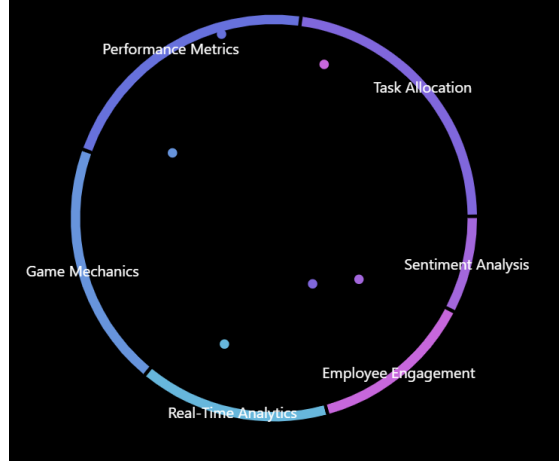 Performance Metrics
Task Allocation
Sentiment Analysis
Game Mechanics
Employee Engagement
Real-Time Analytics